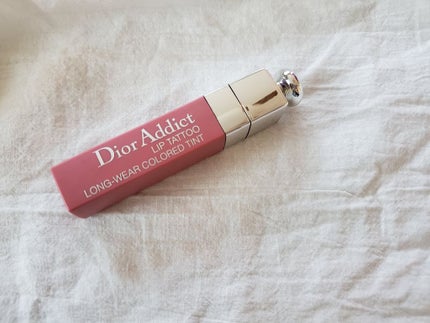 Dior Addict
LIP TATTOO
LONG-WEAR COLORED TINT